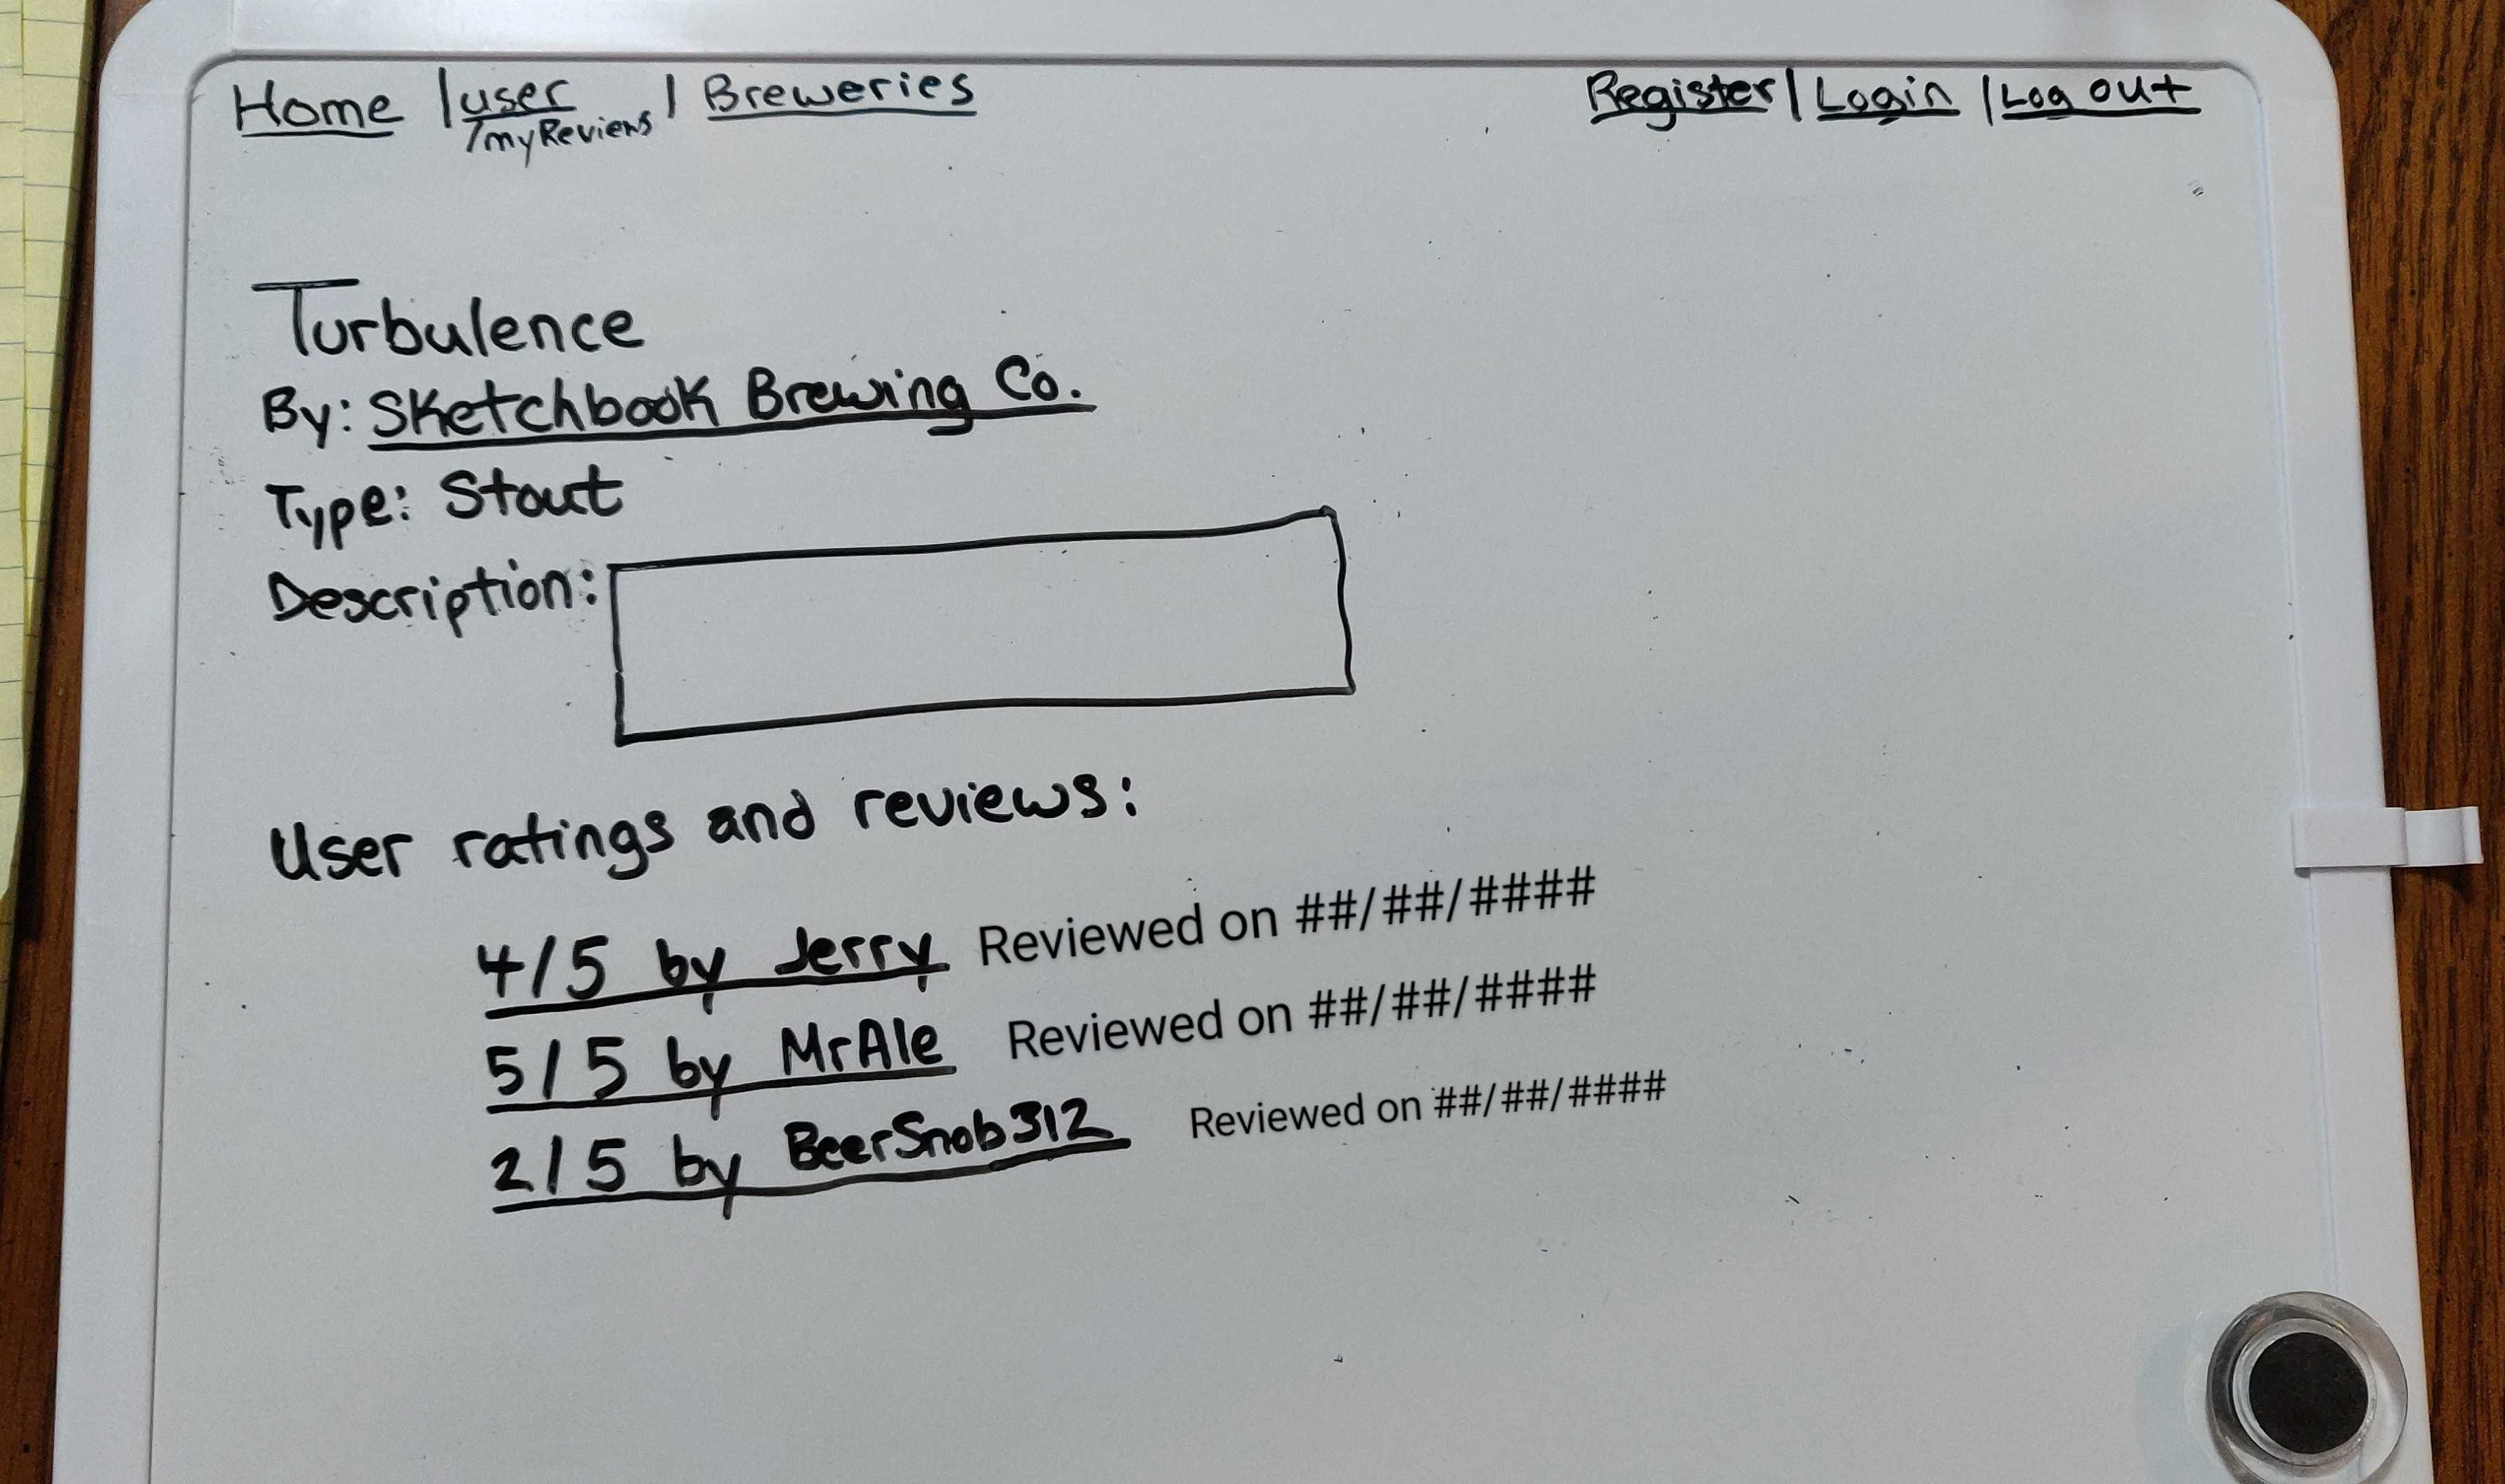 Home | user | Breweries Register | Login | Log out
/myReviews
Turbulence
By: Sketchbook Brewing Co.
Type: Stout
Description:
User ratings and reviews:
4/5 by Jerry Reviewed on ##/##/####
5/5 by MrAle Reviewed on ##/##/####
2/5 by BeerSnob312 Reviewed on ##/##/####